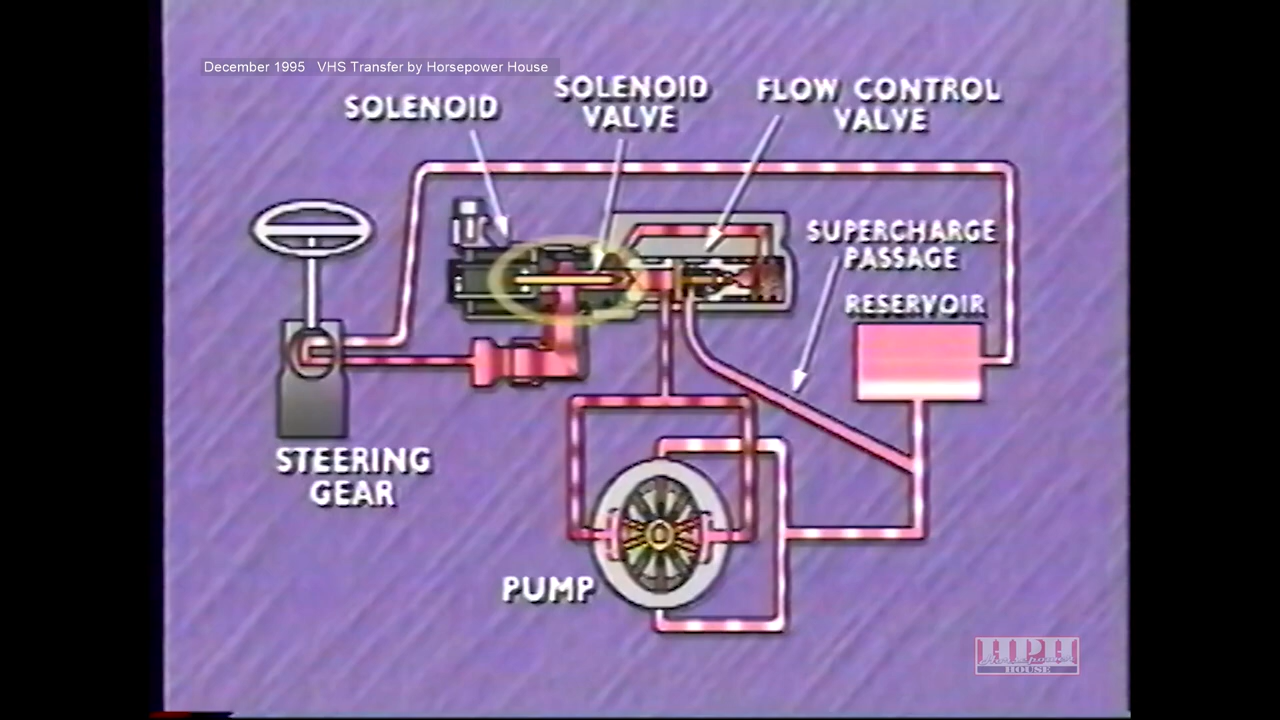 December 1995   VHS Transfer by Horsepower House
SOLENOID
SOLENOID
VALVE
FLOW CONTROL
VALVE
SUPERCHARGE
PASSAGE
RESERVOIR
STEERING
GEAR
PUMP
HPH
HOUSE